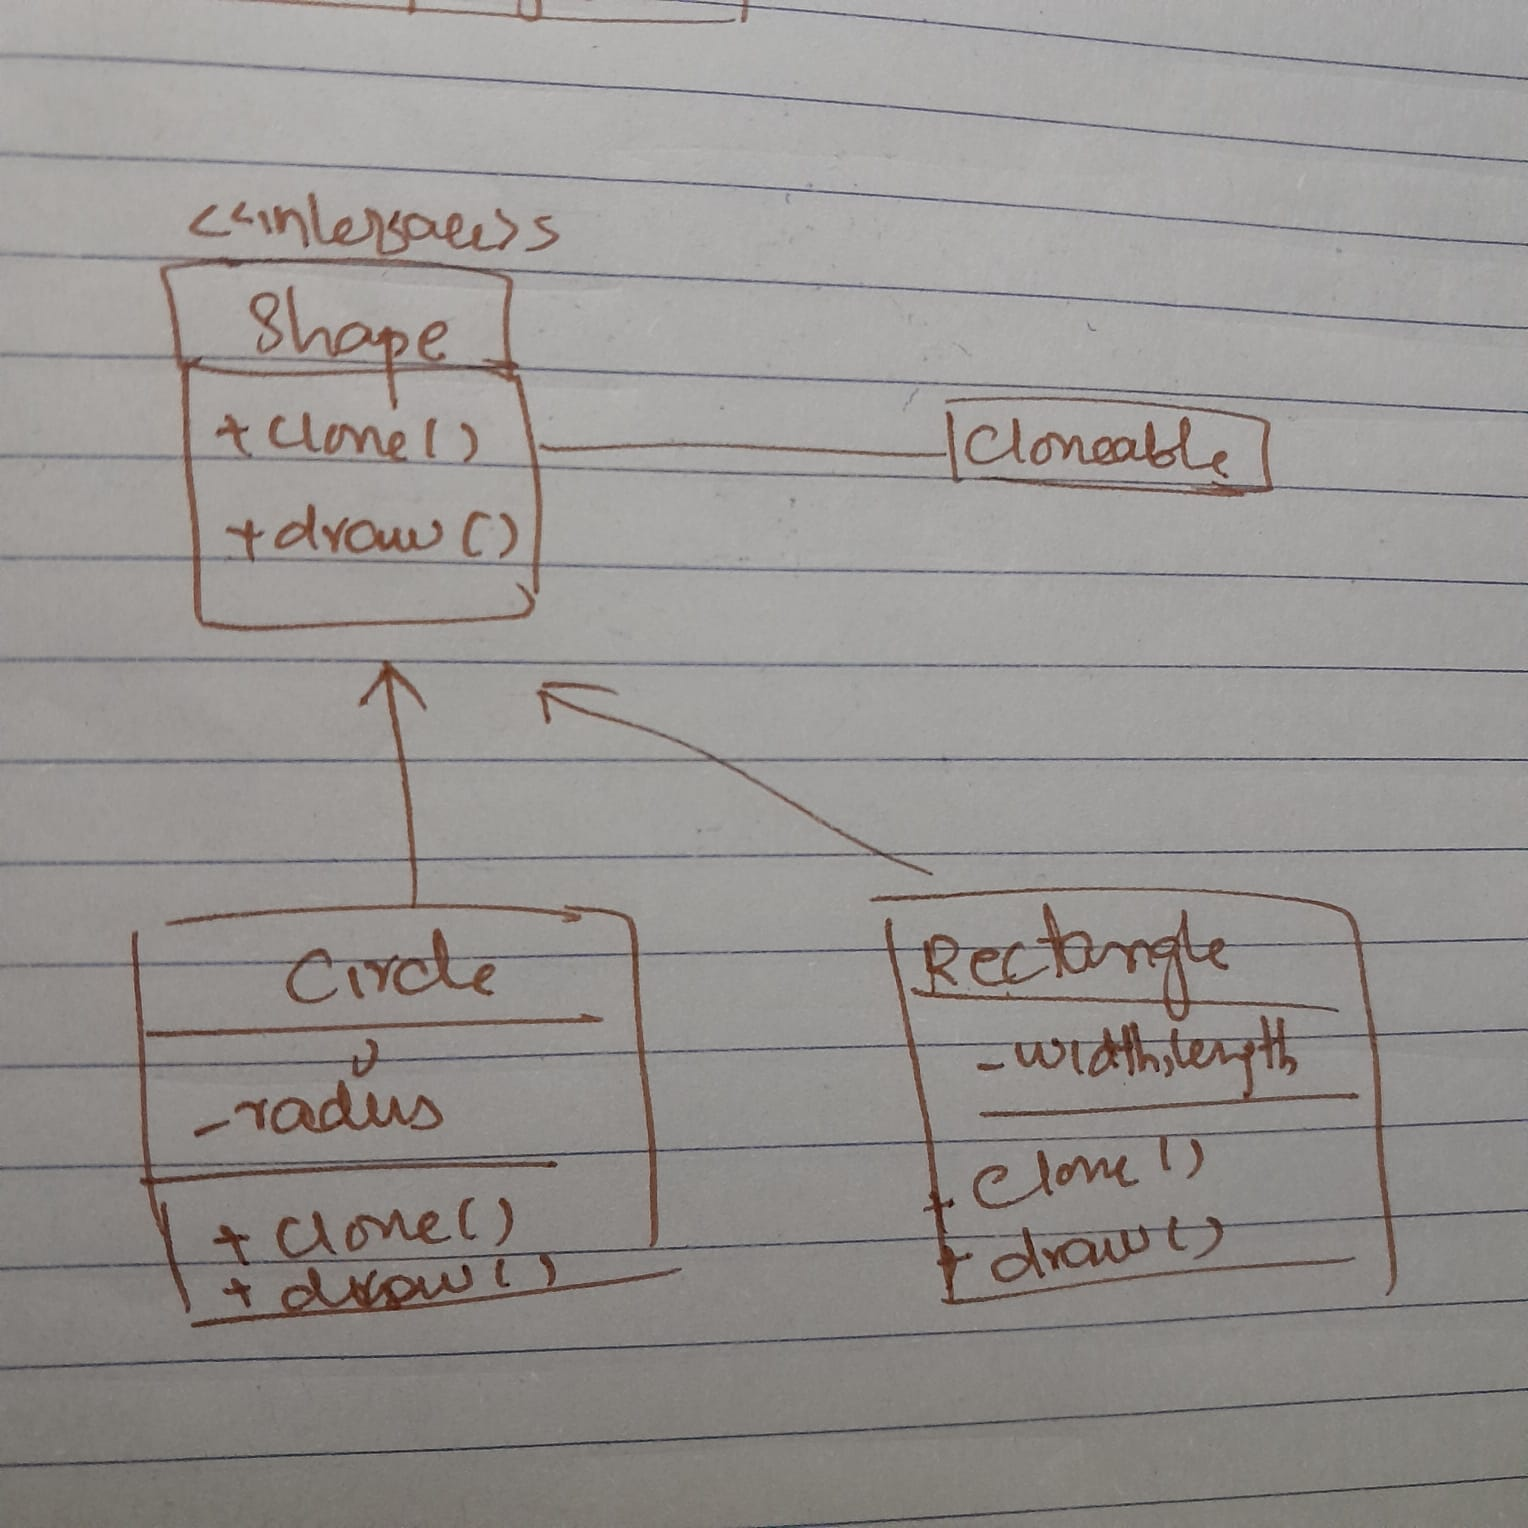 <<interface>>
Shape
+ clone()
Cloneable
+ draw()
Circle
- radius
+ clone()
+ draw()
Rectangle
- width, length
+ clone()
+ draw()